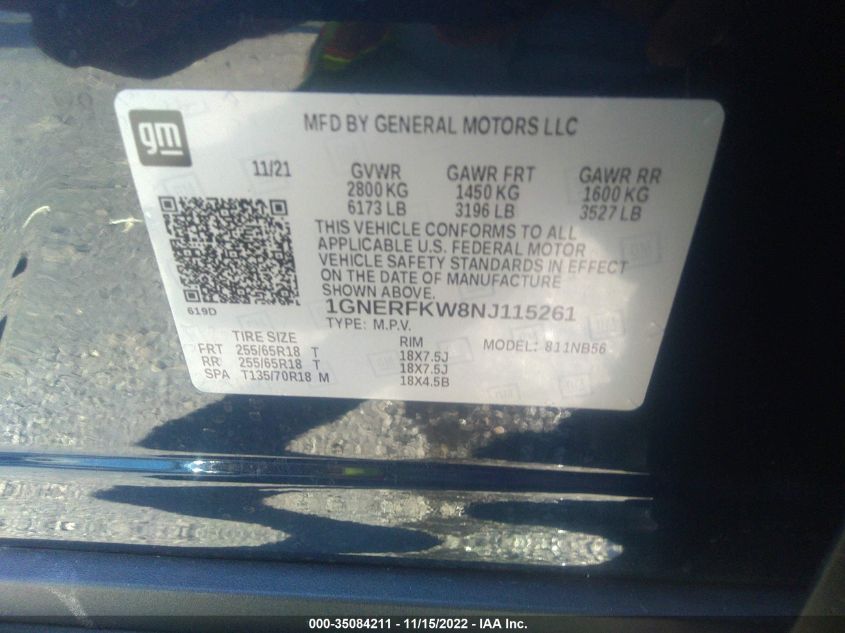 gm
MFD BY GENERAL MOTORS LLC
11/21 GVWR GAWR FRT GAWR RR
2800 KG 1450 KG 1600 KG
6173 LB 3196 LB 3527 LB
THIS VEHICLE CONFORMS TO ALL
APPLICABLE U.S. FEDERAL MOTOR
VEHICLE SAFETY STANDARDS IN EFFECT
ON THE DATE OF MANUFACTURE
SHOWN ABOVE.
619D
1GNERFKW8NJ115261
TYPE: M.P.V.
TIRE SIZE RIM MODEL: 811NB56
FRT 255/65R18 T 18X7.5J
RR 255/65R18 T 18X7.5J
SPA T135/70R18 M 18X4.5B
000-35084211 - 11/15/2022 - IAA Inc.